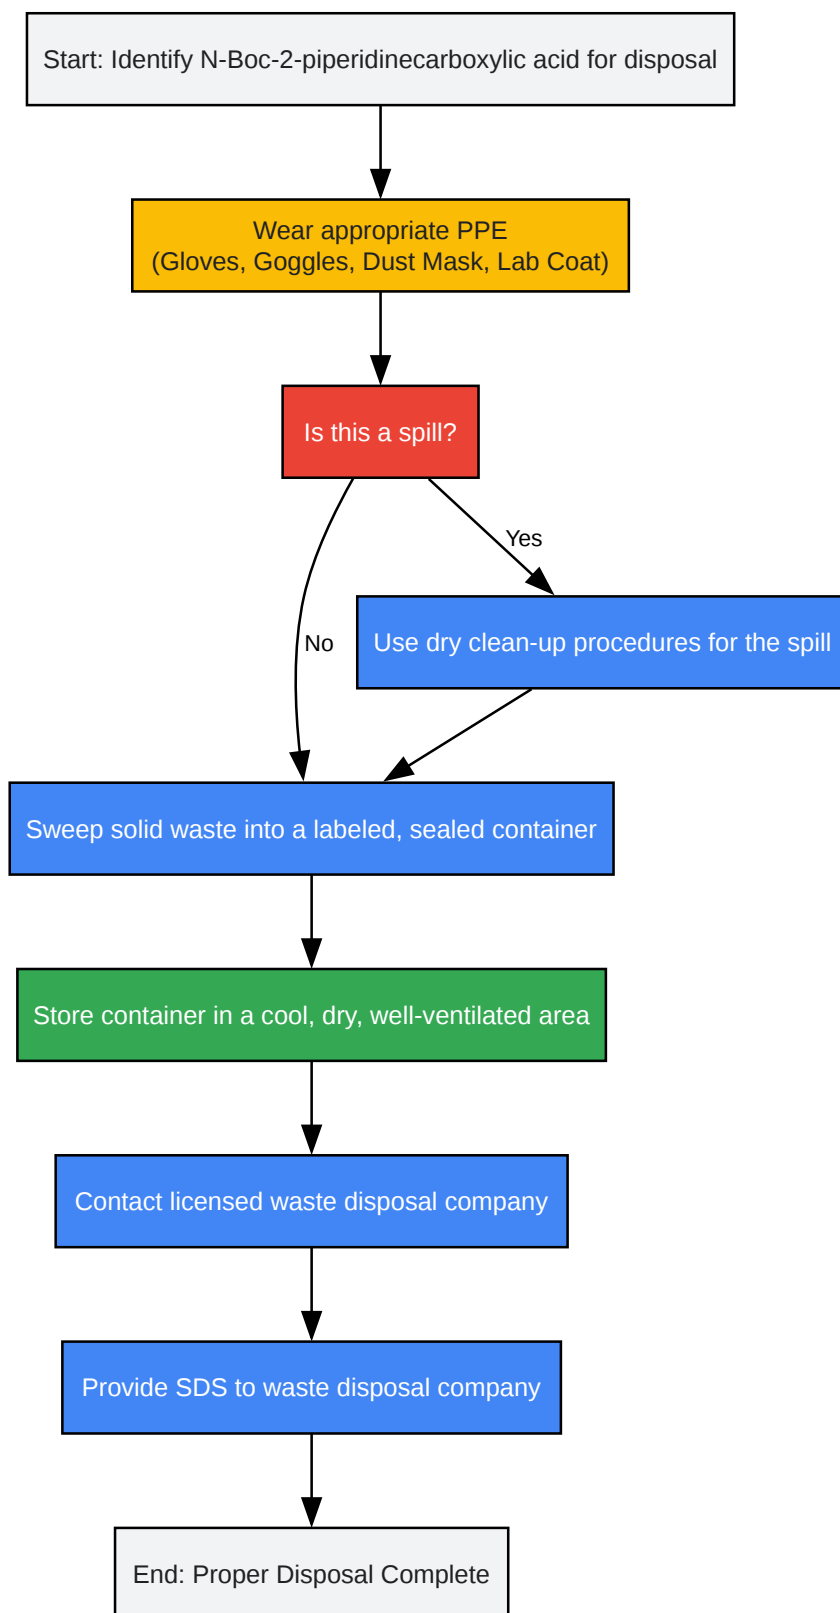 Start: Identify N-Boc-2-piperidinecarboxylic acid for disposal
Wear appropriate PPE
(Gloves, Goggles, Dust Mask, Lab Coat)
Is this a spill?
Yes
Use dry clean-up procedures for the spill
No
Sweep solid waste into a labeled, sealed container
Store container in a cool, dry, well-ventilated area
Contact licensed waste disposal company
Provide SDS to waste disposal company
End: Proper Disposal Complete